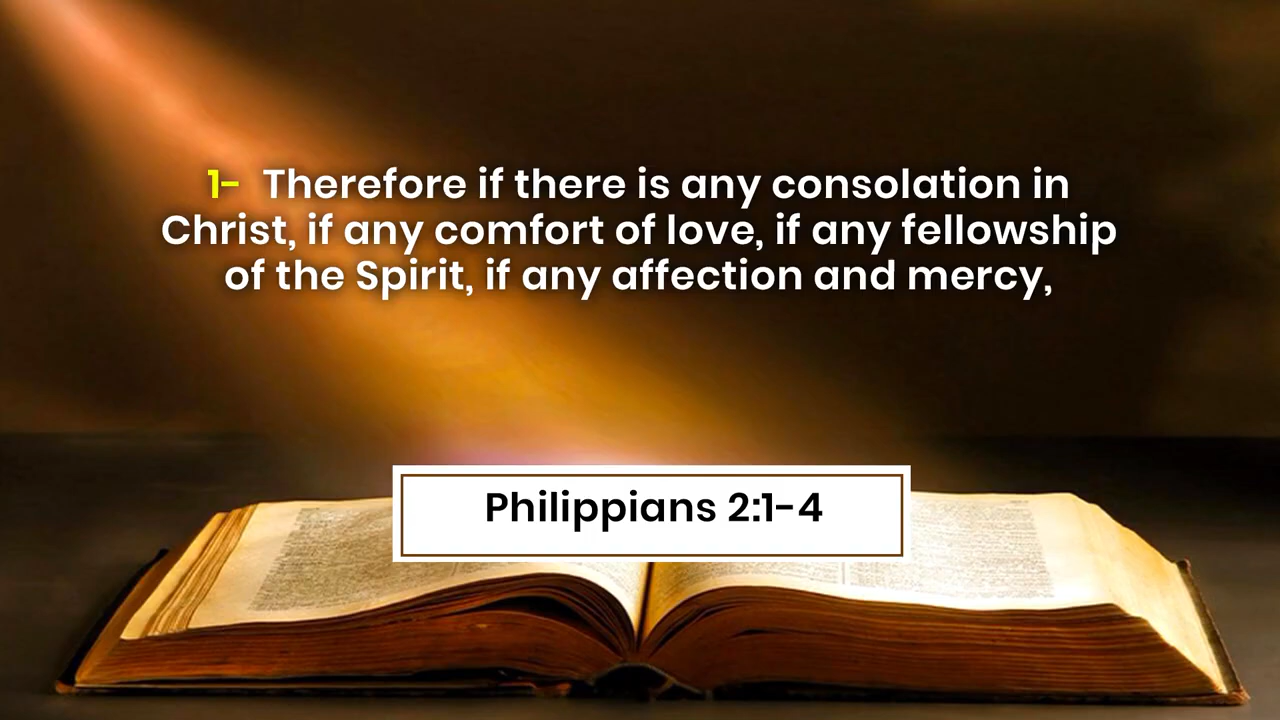 1- Therefore if there is any consolation in
Christ, if any comfort of love, if any fellowship
of the Spirit, if any affection and mercy,
Philippians 2:1-4